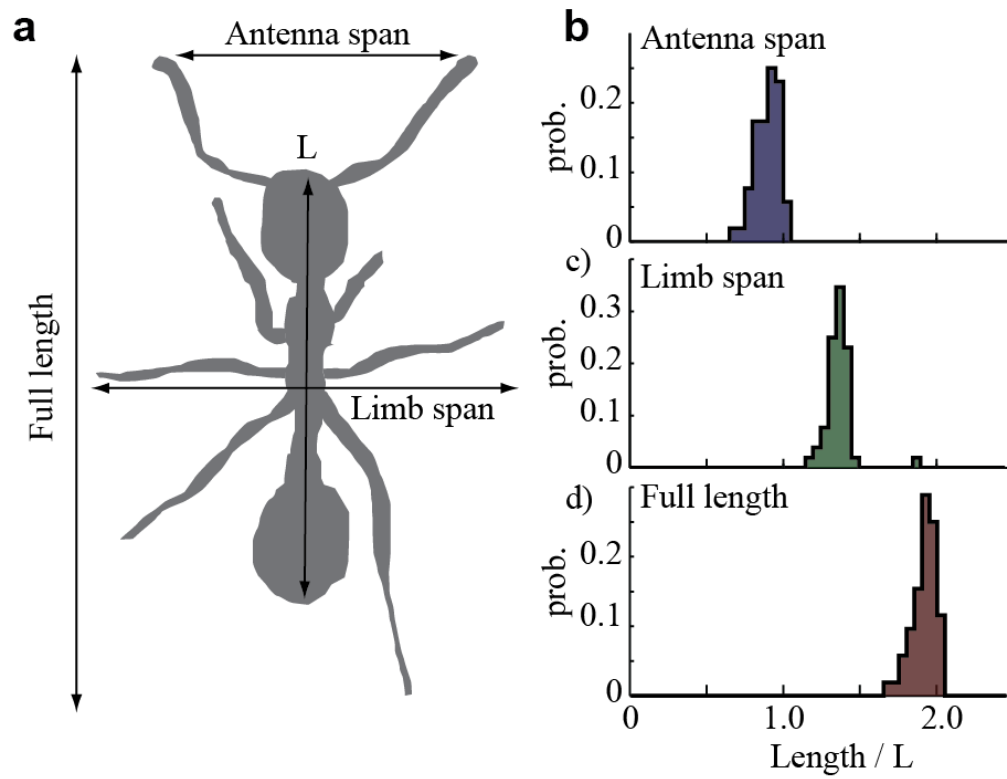 a
Antenna span
L
Full length
Limb span
b
Antenna span
prob.
0.2
0.1
0
c)
Limb span
prob.
0.3
0.2
0.1
0
d)
Full length
prob.
0.2
0.1
0
0
1.0
2.0
Length / L